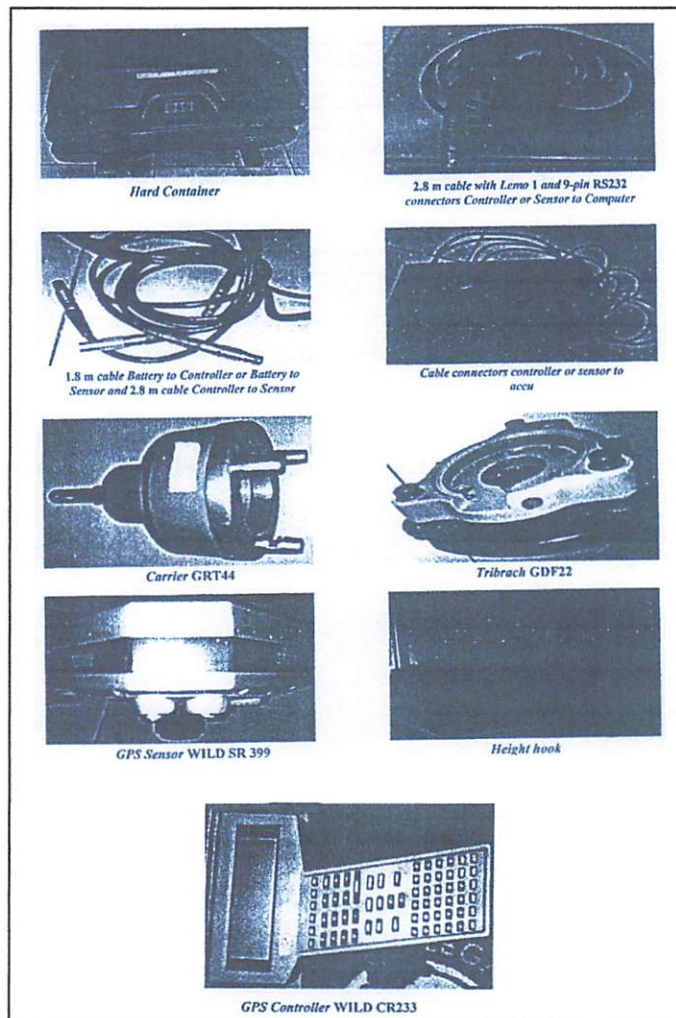 Hard Container
2.8 m cable with Lemo 1 and 9-pin RS232
connectors Controller or Sensor to Computer
1.8 m cable Battery to Controller or Battery to
Sensor and 2.8 m cable Controller to Sensor
Cable connectors controller or sensor to
accu
Carrier GRT44
Tribrach GDF22
GPS Sensor WILD SR 399
Height hook
GPS Controller WILD CR233